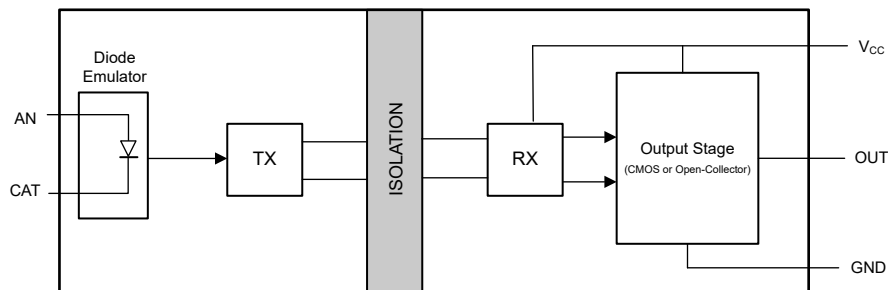 Diode
Emulator
AN
CAT
TX
ISOLATION
RX
Output Stage
(CMOS or Open-Collector)
VCC
OUT
GND